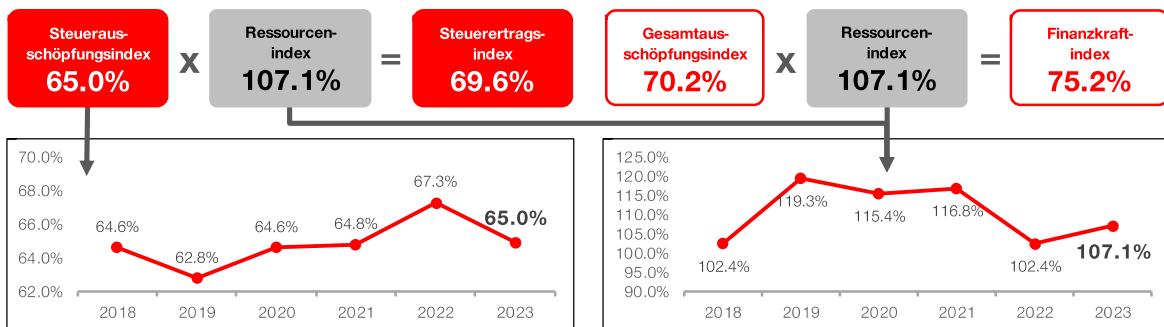 Steueraus-
schöpfungsindex
65.0%
x
Ressourcen-
index
107.1%
=
Steuerertrags-
index
69.6%
Gesamtaus-
schöpfungsindex
70.2%
x
Ressourcen-
index
107.1%
=
Finanzkraft-
index
75.2%
70.0%
68.0%
66.0%
64.0%
62.0%
64.6%
62.8%
64.6%
64.8%
67.3%
65.0%
2018 2019 2020 2021 2022 2023
125.0%
120.0%
115.0%
110.0%
105.0%
100.0%
95.0%
90.0%
102.4%
119.3%
115.4%
116.8%
102.4%
107.1%
2018 2019 2020 2021 2022 2023